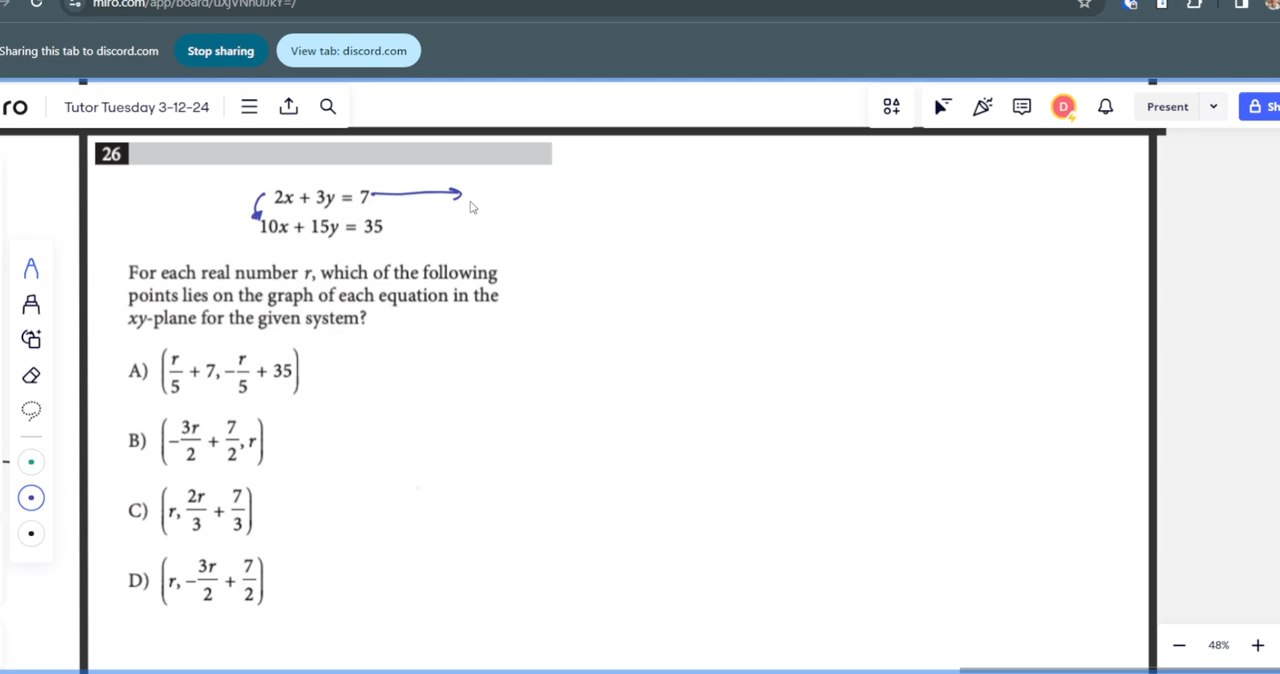 Sharing this tab to discord.com
Stop sharing
View tab: discord.com
ro
Tutor Tuesday 3-12-24
D
Present
26
2x + 3y = 7
10x + 15y = 35
For each real number r, which of the following
points lies on the graph of each equation in the
xy-plane for the given system?
A) (r/5 + 7, -r/5 + 35)
B) (-3r/2 + 7/2, r)
C) (r, 2r/3 + 7/3)
D) (r, -3r/2 + 7/2)
48%